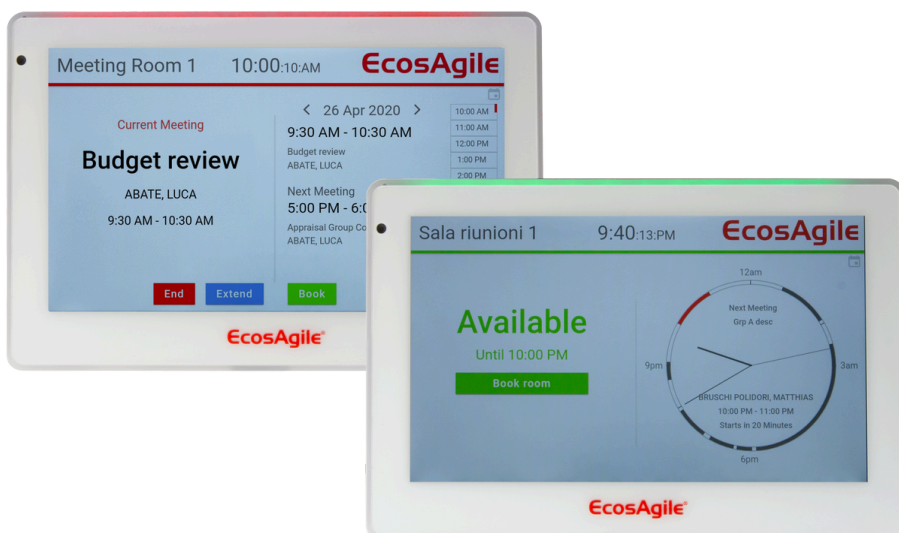 Meeting Room 1
10:00:10:AM
EcosAgile
Current Meeting
Budget review
ABATE, LUCA
9:30 AM - 10:30 AM
End
Extend
Book
< 26 Apr 2020 >
9:30 AM - 10:30 AM
Budget review
ABATE, LUCA
Next Meeting
5:00 PM - 6:0
Appraisal Group Co
ABATE, LUCA
10:00 AM
11:00 AM
12:00 PM
1:00 PM
2:00 PM
EcosAgile
Sala riunioni 1
9:40:13:PM
EcosAgile
Available
Until 10:00 PM
Book room
12am
Next Meeting
Grp A desc
9pm
3am
BRUSCHI POLIDORI, MATTHIAS
10:00 PM - 11:00 PM
Starts in 20 Minutes
6pm
EcosAgile